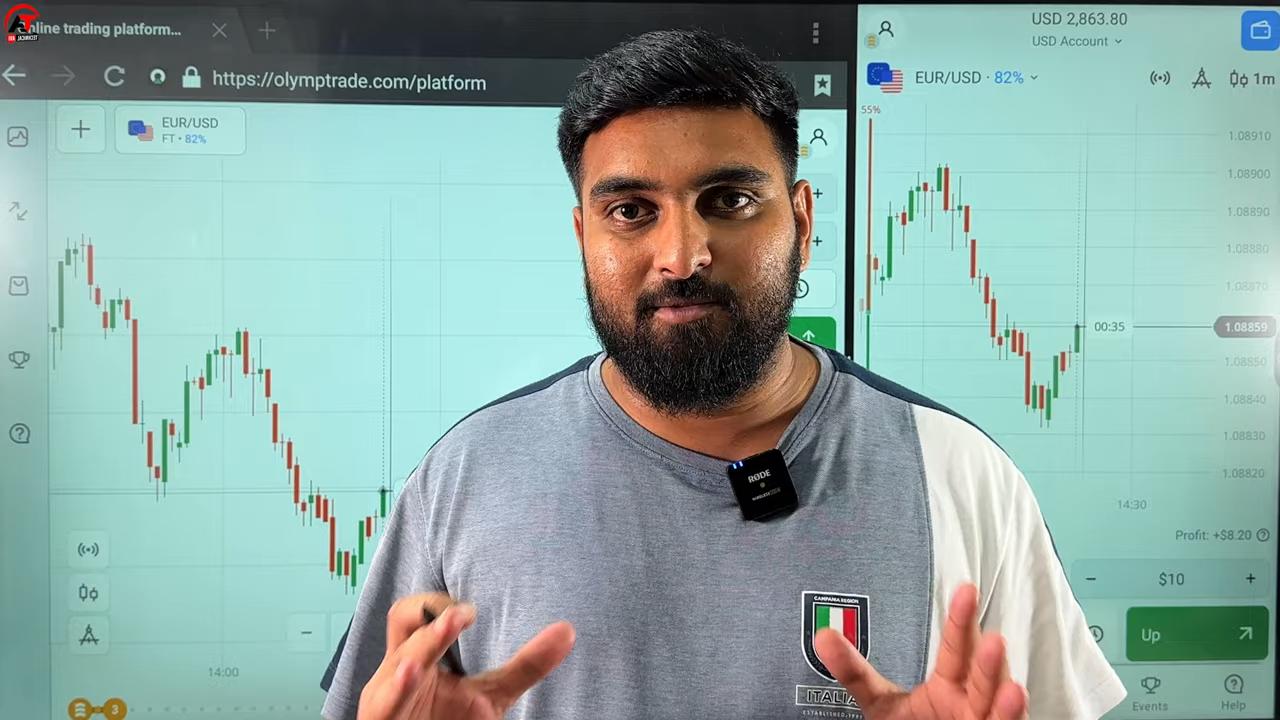 AT
nline trading platform...
https://olymptrade.com/platform
EUR/USD
FT • 82%
14:00
3
USD 2,863.80
USD Account
EUR/USD · 82%
1m
55%
1.08910
1.08900
1.08890
1.08880
1.08870
00:35
1.08859
1.08850
1.08840
1.08830
1.08820
14:30
Profit: +$8.20
$10
Up
Events
Help
RØDE
CAMPANIA REGION
ITALIA